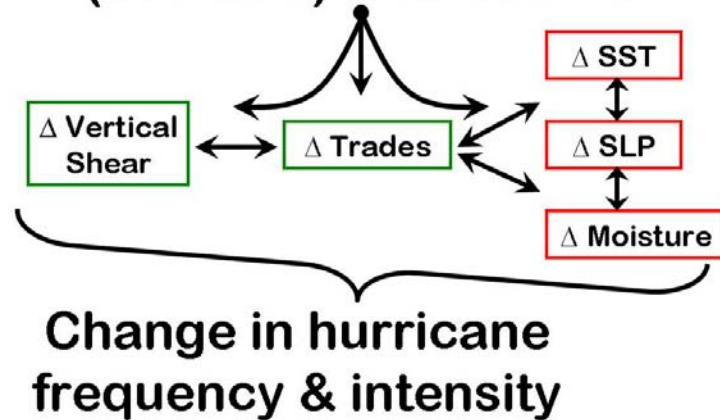 Δ SST
Δ Vertical
Shear
Δ Trades
Δ SLP
Δ Moisture
Change in hurricane
frequency & intensity